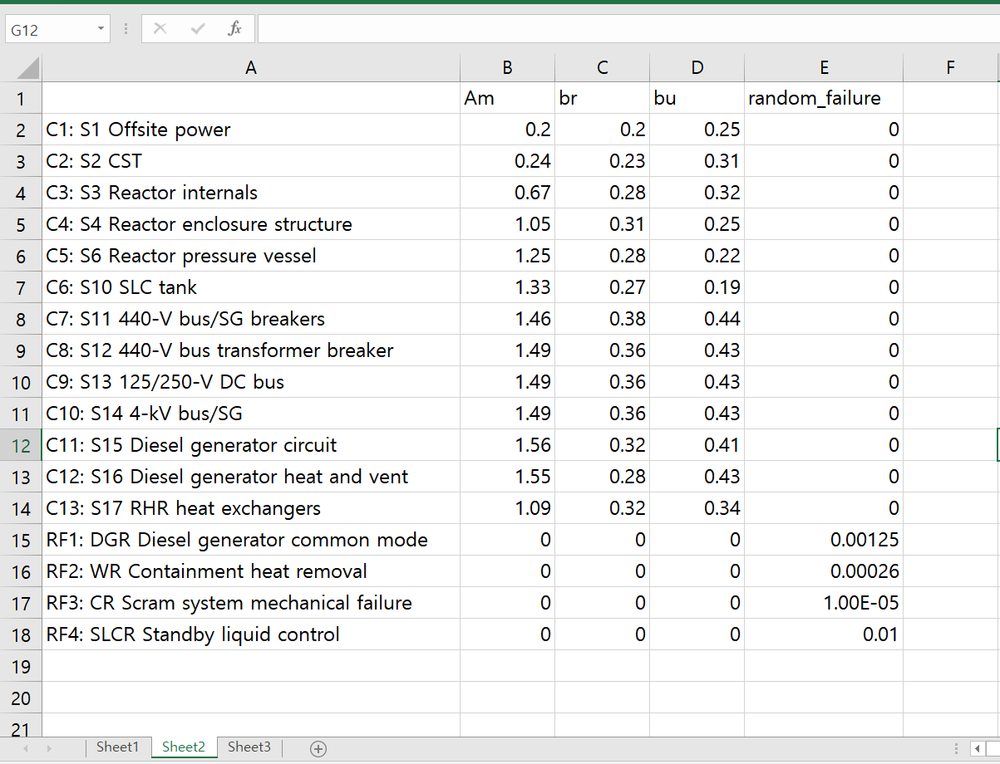 G12 fx
A B C D E F
1 Am br bu random_failure
2 C1: S1 Offsite power 0.2 0.2 0.25 0
3 C2: S2 CST 0.24 0.23 0.31 0
4 C3: S3 Reactor internals 0.67 0.28 0.32 0
5 C4: S4 Reactor enclosure structure 1.05 0.31 0.25 0
6 C5: S6 Reactor pressure vessel 1.25 0.28 0.22 0
7 C6: S10 SLC tank 1.33 0.27 0.19 0
8 C7: S11 440-V bus/SG breakers 1.46 0.38 0.44 0
9 C8: S12 440-V bus transformer breaker 1.49 0.36 0.43 0
10 C9: S13 125/250-V DC bus 1.49 0.36 0.43 0
11 C10: S14 4-kV bus/SG 1.49 0.36 0.43 0
12 C11: S15 Diesel generator circuit 1.56 0.32 0.41 0
13 C12: S16 Diesel generator heat and vent 1.55 0.28 0.43 0
14 C13: S17 RHR heat exchangers 1.09 0.32 0.34 0
15 RF1: DGR Diesel generator common mode 0 0 0 0.00125
16 RF2: WR Containment heat removal 0 0 0 0.00026
17 RF3: CR Scram system mechanical failure 0 0 0 1.00E-05
18 RF4: SLCR Standby liquid control 0 0 0 0.01
19
20
21
Sheet1 Sheet2 Sheet3